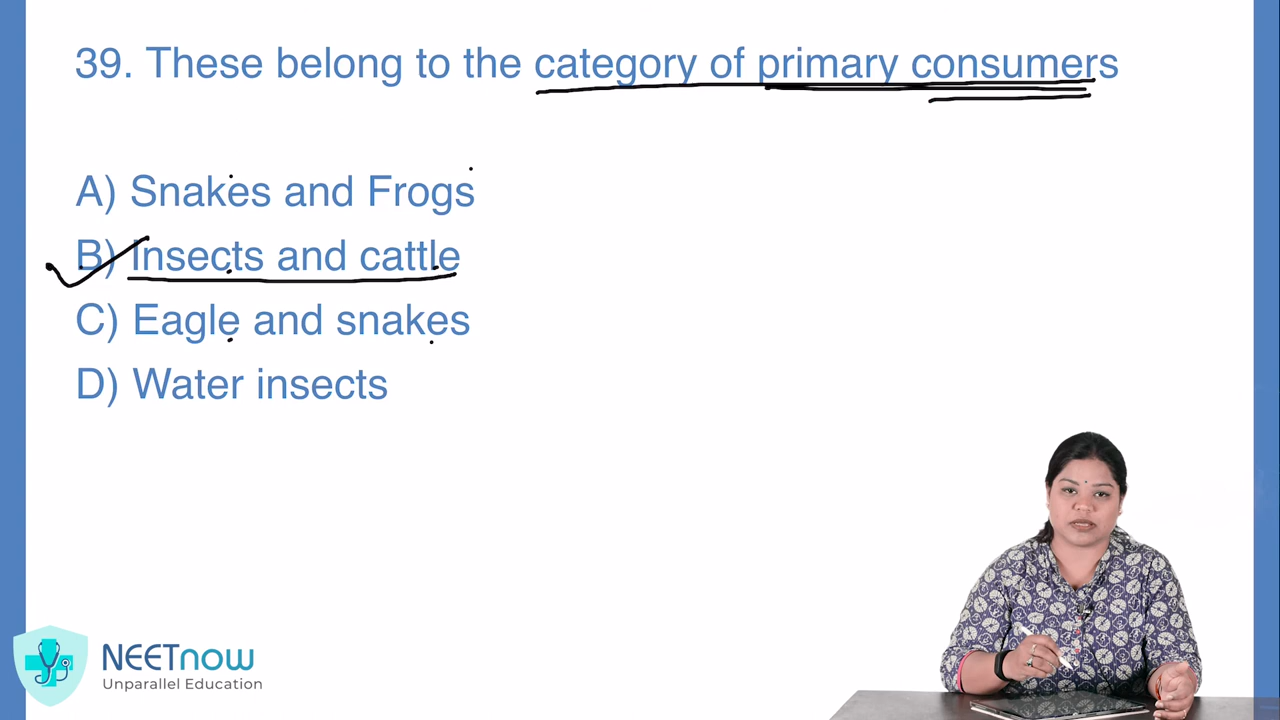 39. These belong to the category of primary consumers
A) Snakes and Frogs
B) Insects and cattle
C) Eagle and snakes
D) Water insects
NEETnow
Unparallel Education